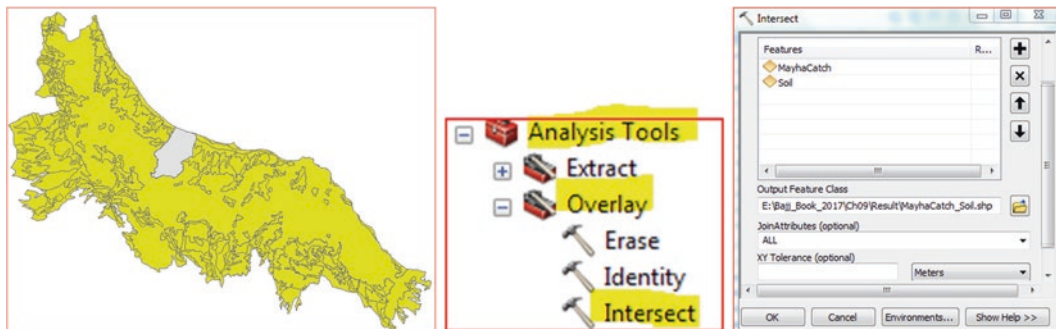 Analysis Tools
Extract
Overlay
Erase
Identity
Intersect
Intersect
Features R...
MayhaCatch
Soil
Output Feature Class
E:\Bajj_Book_2017\Ch09\Result\MayhaCatch_Soil.shp
JoinAttributes (optional)
ALL
XY Tolerance (optional)
Meters
OK Cancel Environments... Show Help >>